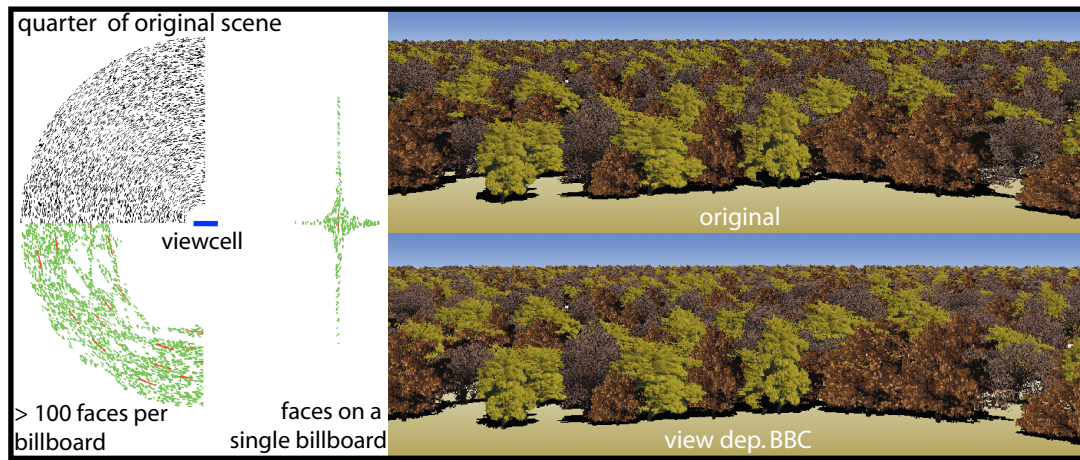 quarter of original scene
viewcell
> 100 faces per
billboard
faces on a
single billboard
original
view dep. BBC